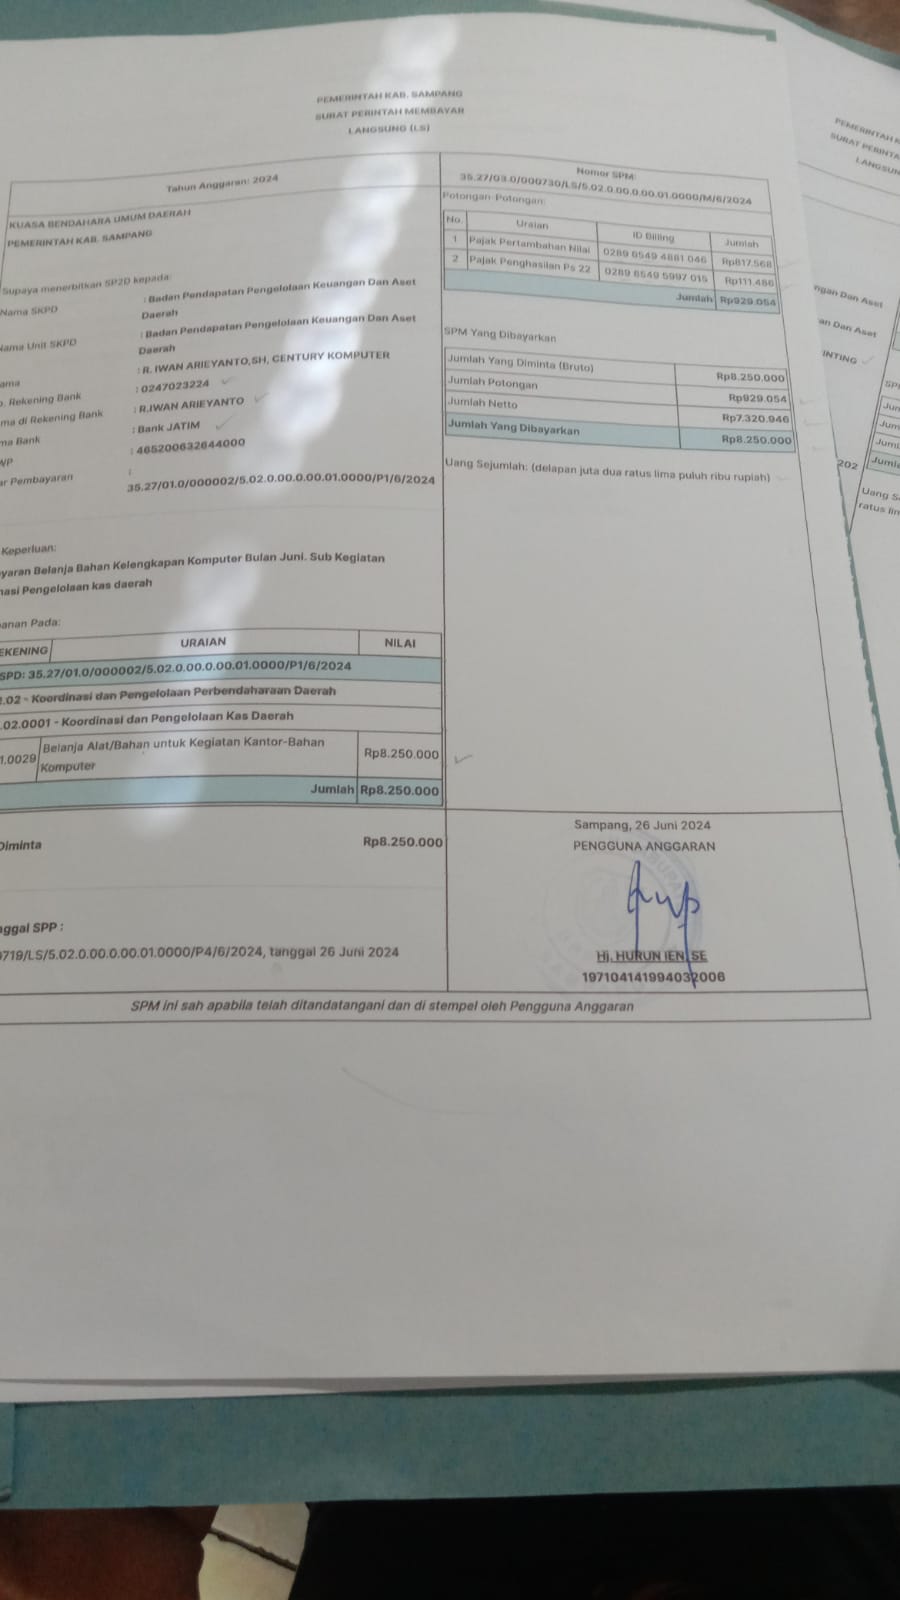 PEMERINTAH KAB. SAMPANG
SURAT PERINTAH MEMBAYAR
LANGSUNG (LS)
Tahun Anggaran: 2024
Nomor SPM:
35.27/03.0/000730/LS/5.02.0.00.0.00.01.0000/M/6/2024
KUASA BENDAHARA UMUM DAERAH
PEMERINTAH KAB. SAMPANG
Supaya menerbitkan SP2D kepada:
Nama SKPD : Badan Pendapatan Pengelolaan Keuangan Dan Aset
Daerah
Nama Unit SKPD : Badan Pendapatan Pengelolaan Keuangan Dan Aset
Daerah
ama : R. IWAN ARIEYANTO,SH, CENTURY KOMPUTER
o. Rekening Bank : 0247023224
ma di Rekening Bank : R.IWAN ARIEYANTO
ma Bank : Bank JATIM
WP : 465200632644000
ar Pembayaran :
35.27/01.0/000002/5.02.0.00.0.00.01.0000/P1/6/2024
Keperluan:
yaran Belanja Bahan Kelengkapan Komputer Bulan Juni. Sub Kegiatan
nasi Pengelolaan kas daerah
anan Pada:
EKENING URAIAN NILAI
SPD: 35.27/01.0/000002/5.02.0.00.0.00.01.0000/P1/6/2024
.02 - Koordinasi dan Pengelolaan Perbendaharaan Daerah
.02.0001 - Koordinasi dan Pengelolaan Kas Daerah
1.0029 Belanja Alat/Bahan untuk Kegiatan Kantor-Bahan Rp8.250.000
Komputer
Jumlah Rp8.250.000
Diminta Rp8.250.000
nggal SPP :
0719/LS/5.02.0.00.0.00.01.0000/P4/6/2024, tanggal 26 Juni 2024
Potongan-Potongan:
No. Uraian ID Billing Jumlah
1 Pajak Pertambahan Nilai 0289 6549 4881 046 Rp817.568
2 Pajak Penghasilan Ps 22 0289 6549 5997 015 Rp111.486
Jumlah Rp929.054
SPM Yang Dibayarkan
Jumlah Yang Diminta (Bruto) Rp8.250.000
Jumlah Potongan Rp929.054
Jumlah Netto Rp7.320.946
Jumlah Yang Dibayarkan Rp8.250.000
Uang Sejumlah: (delapan juta dua ratus lima puluh ribu rupiah)
Sampang, 26 Juni 2024
PENGGUNA ANGGARAN
Hj. HURUN IEN, SE
197104141994032006
SPM ini sah apabila telah ditandatangani dan di stempel oleh Pengguna Anggaran
PEMERINTAH K
SURAT PERINTA
LANGSUN
ngan Dan Aset
an Dan Aset
INTING
202
SP
Jun
Jum
Jumla
Uang S
ratus lin